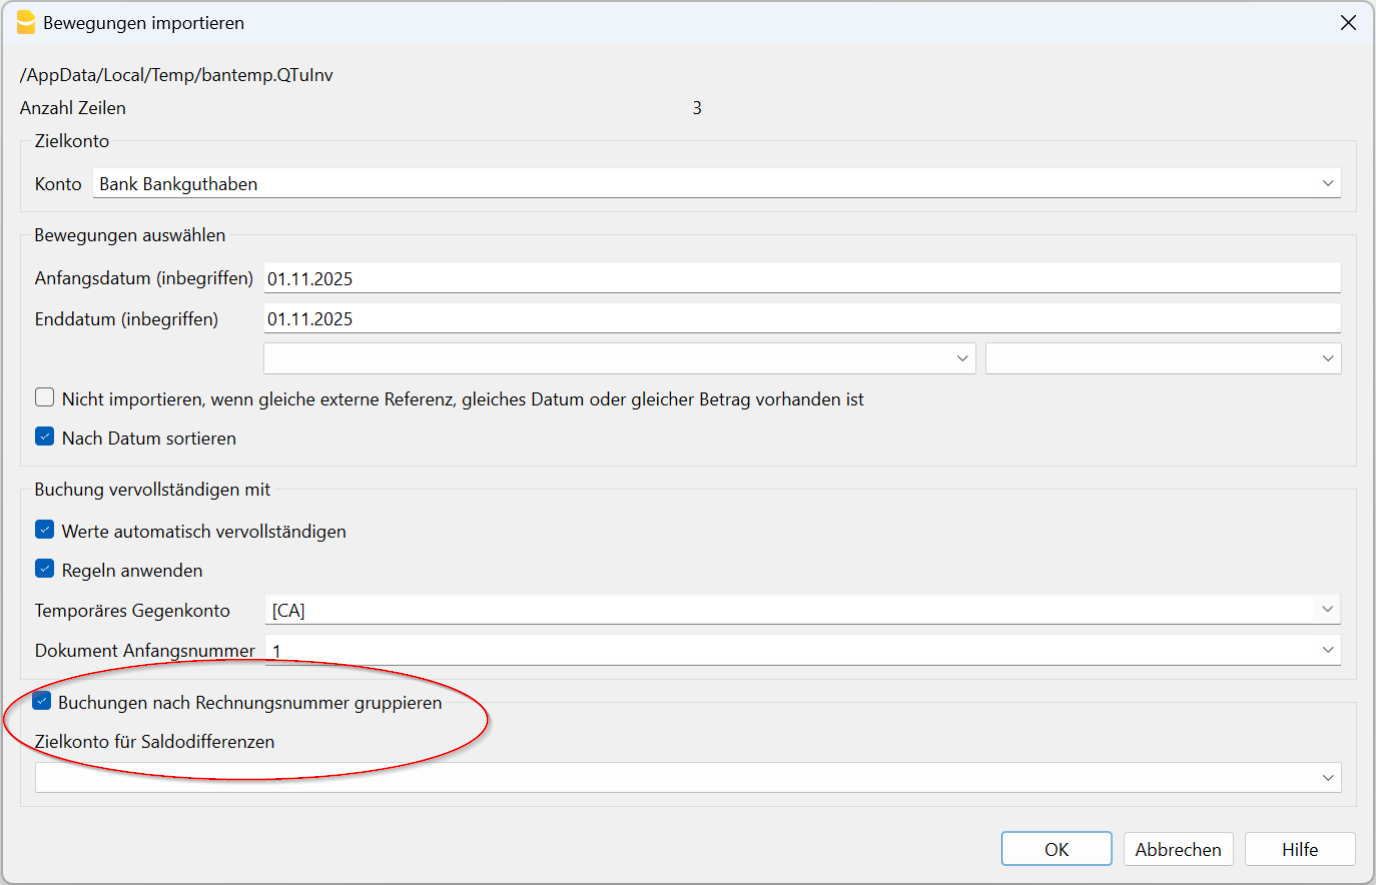 Bewegungen importieren
/AppData/Local/Temp/bantemp.QTuInv
Anzahl Zeilen 3
Zielkonto
Konto Bank Bankguthaben
Bewegungen auswählen
Anfangsdatum (inbegriffen) 01.11.2025
Enddatum (inbegriffen) 01.11.2025
Nicht importieren, wenn gleiche externe Referenz, gleiches Datum oder gleicher Betrag vorhanden ist
Nach Datum sortieren
Buchung vervollständigen mit
Werte automatisch vervollständigen
Regeln anwenden
Temporäres Gegenkonto [CA]
Dokument Anfangsnummer 1
Buchungen nach Rechnungsnummer gruppieren
Zielkonto für Saldodifferenzen
OK Abbrechen Hilfe